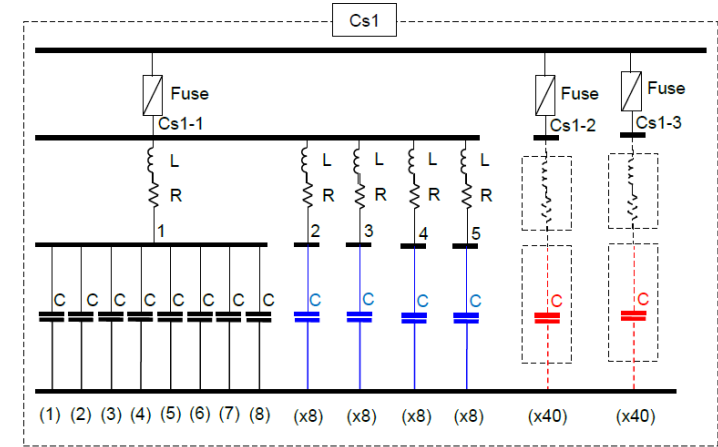 Cs1
Fuse Fuse Fuse
Cs1-1 Cs1-2 Cs1-3
L L L L L
R R R R R
1 2 3 4 5
C C C C C C C C C C C C C C
(1) (2) (3) (4) (5) (6) (7) (8) (x8) (x8) (x8) (x8) (x40) (x40)